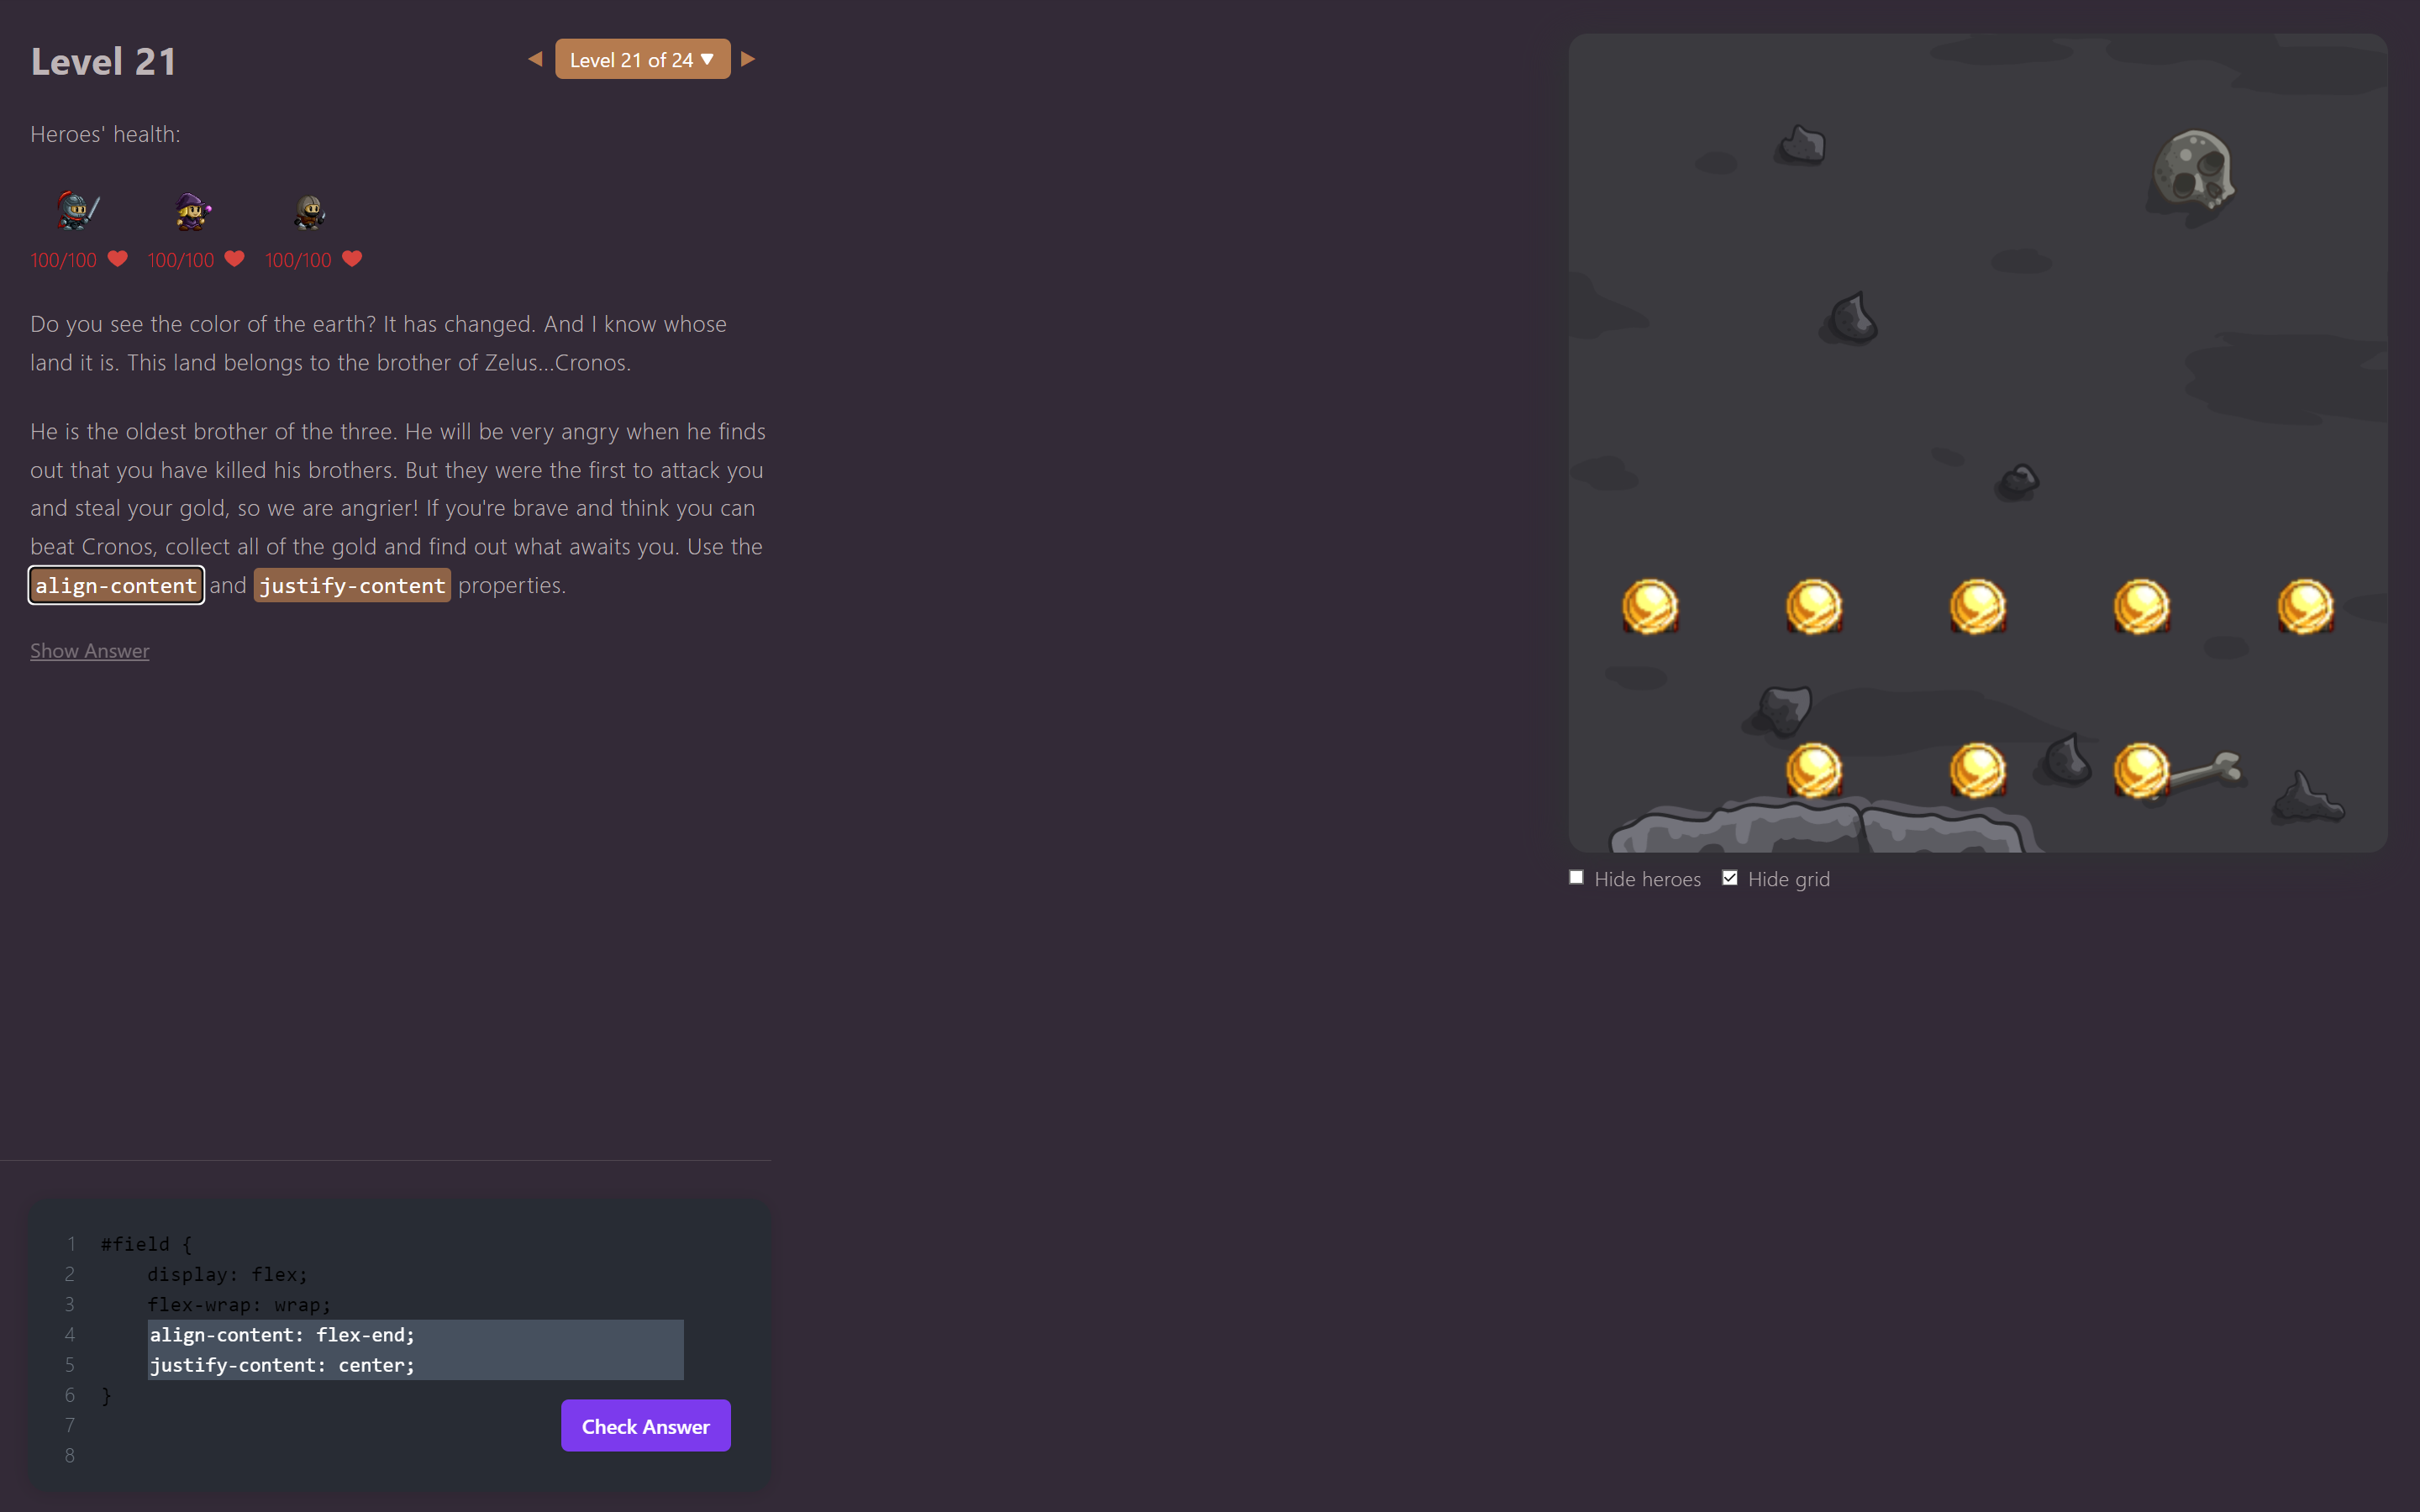 Level 21
◀ Level 21 of 24 ▼ ▶
Heroes' health:
100/100 100/100 100/100
Do you see the color of the earth? It has changed. And I know whose
land it is. This land belongs to the brother of Zelus...Cronos.
He is the oldest brother of the three. He will be very angry when he finds
out that you have killed his brothers. But they were the first to attack you
and steal your gold, so we are angrier! If you're brave and think you can
beat Cronos, collect all of the gold and find out what awaits you. Use the
align-content and justify-content properties.
Show Answer
Hide heroes Hide grid
1 #field {
2 display: flex;
3 flex-wrap: wrap;
4 align-content: flex-end;
5 justify-content: center;
6 }
7
8
Check Answer